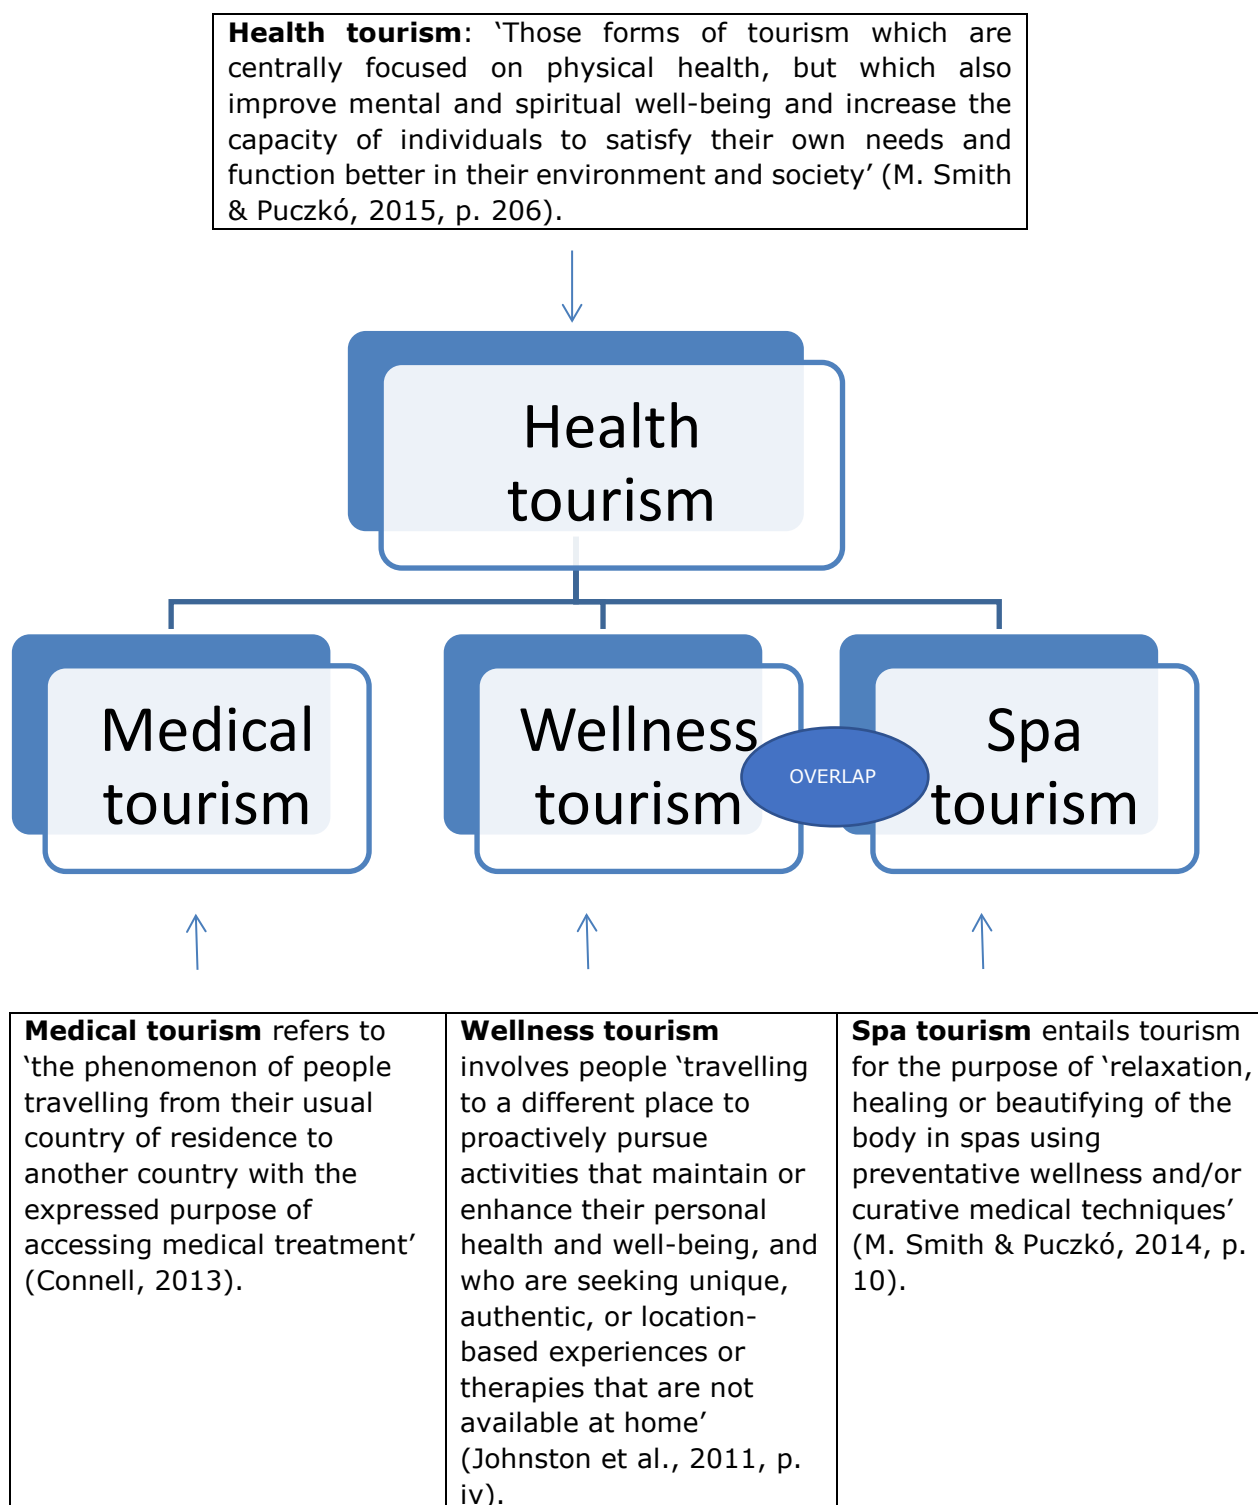 Health tourism: ‘Those forms of tourism which are
centrally focused on physical health, but which also
improve mental and spiritual well-being and increase the
capacity of individuals to satisfy their own needs and
function better in their environment and society’ (M. Smith
& Puczkó, 2015, p. 206).
Health
tourism
Medical
tourism
Wellness
tourism
OVERLAP
Spa
tourism
Medical tourism refers to
‘the phenomenon of people
travelling from their usual
country of residence to
another country with the
expressed purpose of
accessing medical treatment’
(Connell, 2013).
Wellness tourism
involves people ‘travelling
to a different place to
proactively pursue
activities that maintain or
enhance their personal
health and well-being, and
who are seeking unique,
authentic, or location-
based experiences or
therapies that are not
available at home’
(Johnston et al., 2011, p.
iv).
Spa tourism entails tourism
for the purpose of ‘relaxation,
healing or beautifying of the
body in spas using
preventative wellness and/or
curative medical techniques’
(M. Smith & Puczkó, 2014, p.
10).